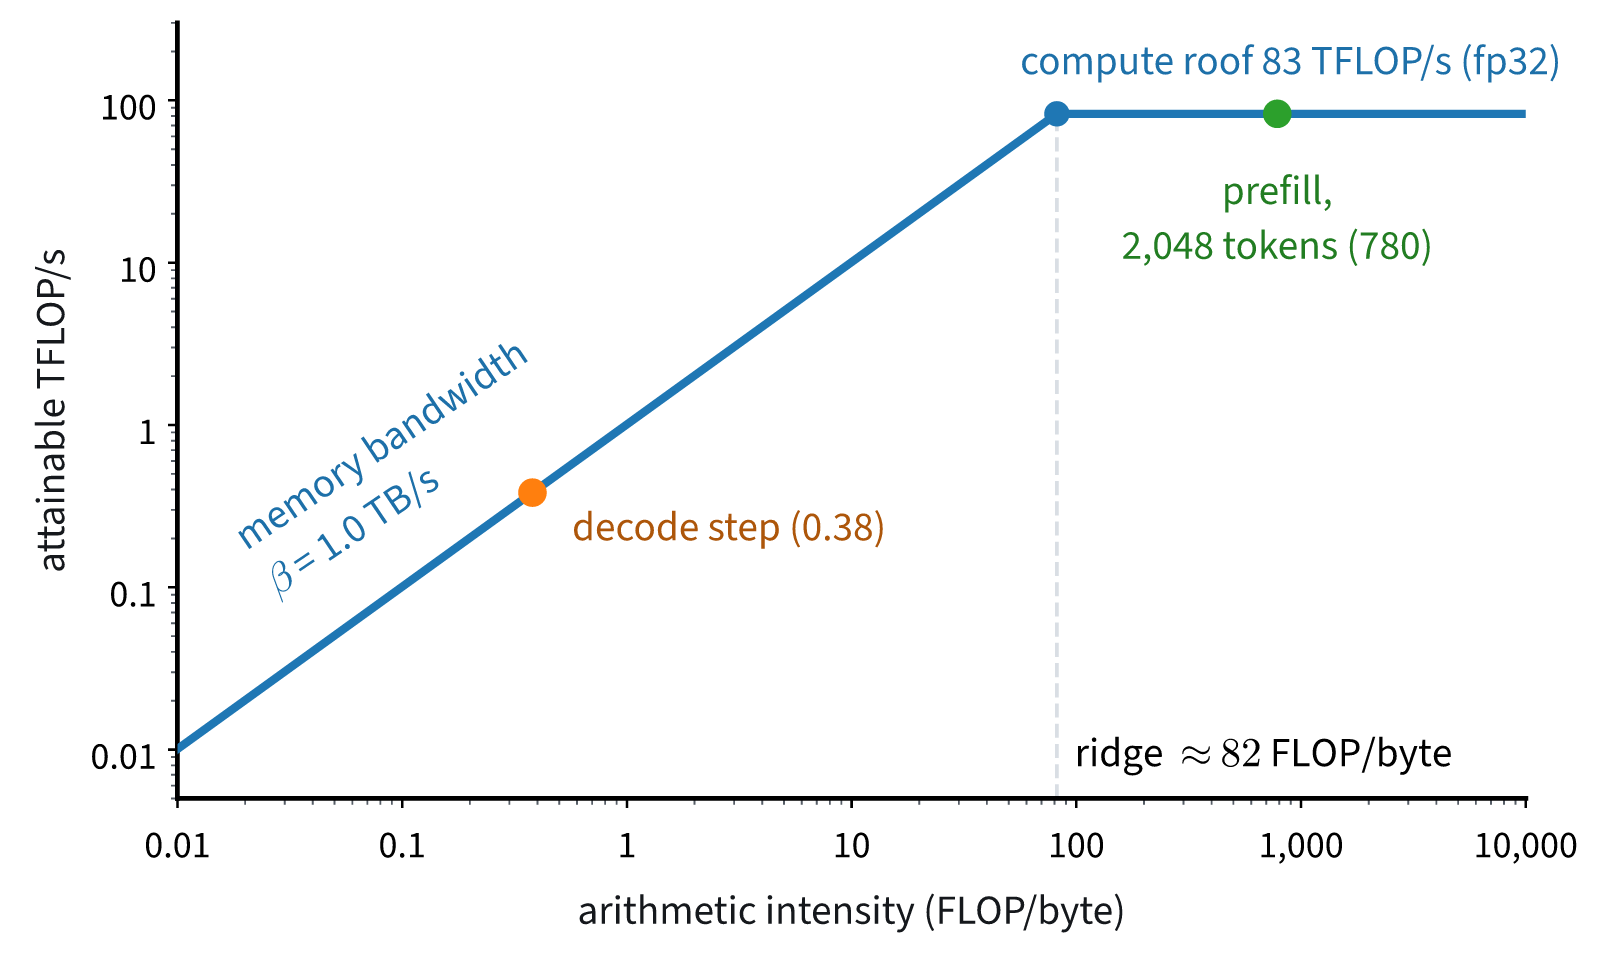 compute roof 83 TFLOP/s (fp32)
100
prefill,
2,048 tokens (780)
10
attainable TFLOP/s
memory bandwidth
β = 1.0 TB/s
1
decode step (0.38)
0.1
0.01
ridge ≈ 82 FLOP/byte
0.01
0.1
1
10
100
1,000
10,000
arithmetic intensity (FLOP/byte)